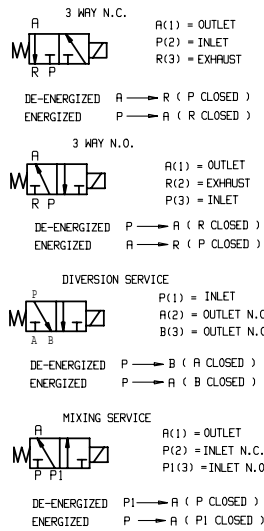 3 WAY N.C.
A
A(1) = OUTLET
P(2) = INLET
R(3) = EXHAUST
R P
DE-ENERGIZED A R ( P CLOSED )
ENERGIZED P A ( R CLOSED )
3 WAY N.O.
A
A(1) = OUTLET
R(2) = EXHAUST
P(3) = INLET
R P
DE-ENERGIZED P A ( R CLOSED )
ENERGIZED A R ( P CLOSED )
DIVERSION SERVICE
P
P(1) = INLET
A(2) = OUTLET N.C
B(3) = OUTLET N.O
A B
DE-ENERGIZED P B ( A CLOSED )
ENERGIZED P A ( B CLOSED )
MIXING SERVICE
A
A(1) = OUTLET
P(2) = INLET N.C.
P1(3) = INLET N.O
P P1
DE-ENERGIZED P1 A ( P CLOSED )
ENERGIZED P A ( P1 CLOSED )